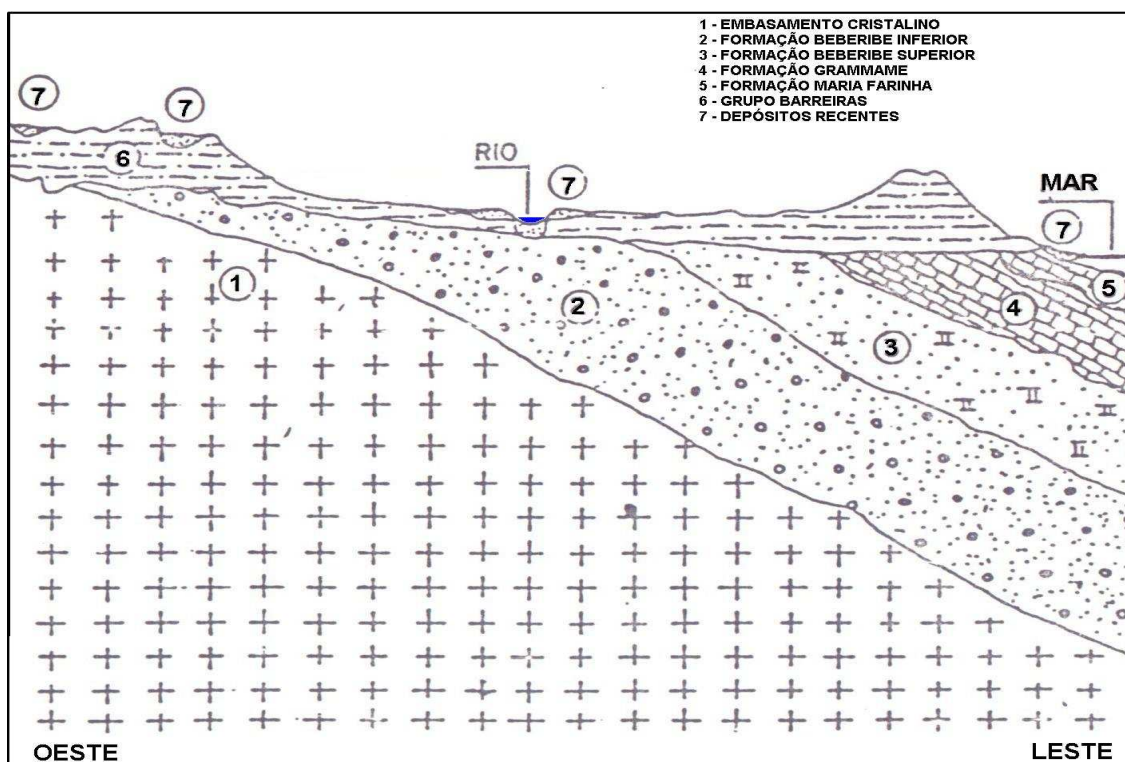 1 - EMBASAMENTO CRISTALINO
2 - FORMAÇÃO BEBERIBE INFERIOR
3 - FORMAÇÃO BEBERIBE SUPERIOR
4 - FORMAÇÃO GRAMMAME
5 - FORMAÇÃO MARIA FARINHA
6 - GRUPO BARREIRAS
7 - DEPÓSITOS RECENTES
7
7
6
RIO
7
MAR
7
1
2
3
4
5
OESTE
LESTE